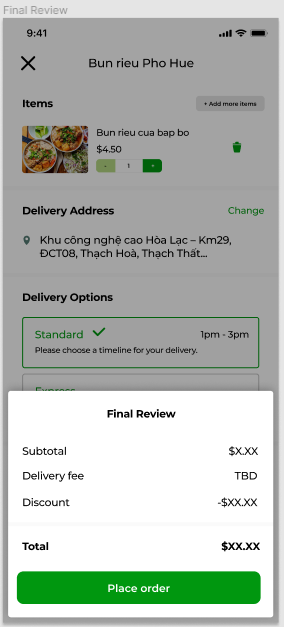 Final Review
9:41
Bun rieu Pho Hue
Items
+ Add more items
Bun rieu cua bap bo
$4.50
- 1 +
Delivery Address
Change
Khu công nghệ cao Hòa Lạc – Km29,
ĐCT08, Thạch Hoà, Thạch Thất...
Delivery Options
Standard
1pm - 3pm
Please choose a timeline for your delivery.
Express
Final Review
Subtotal $X.XX
Delivery fee TBD
Discount -$XX.XX
Total $XX.XX
Place order